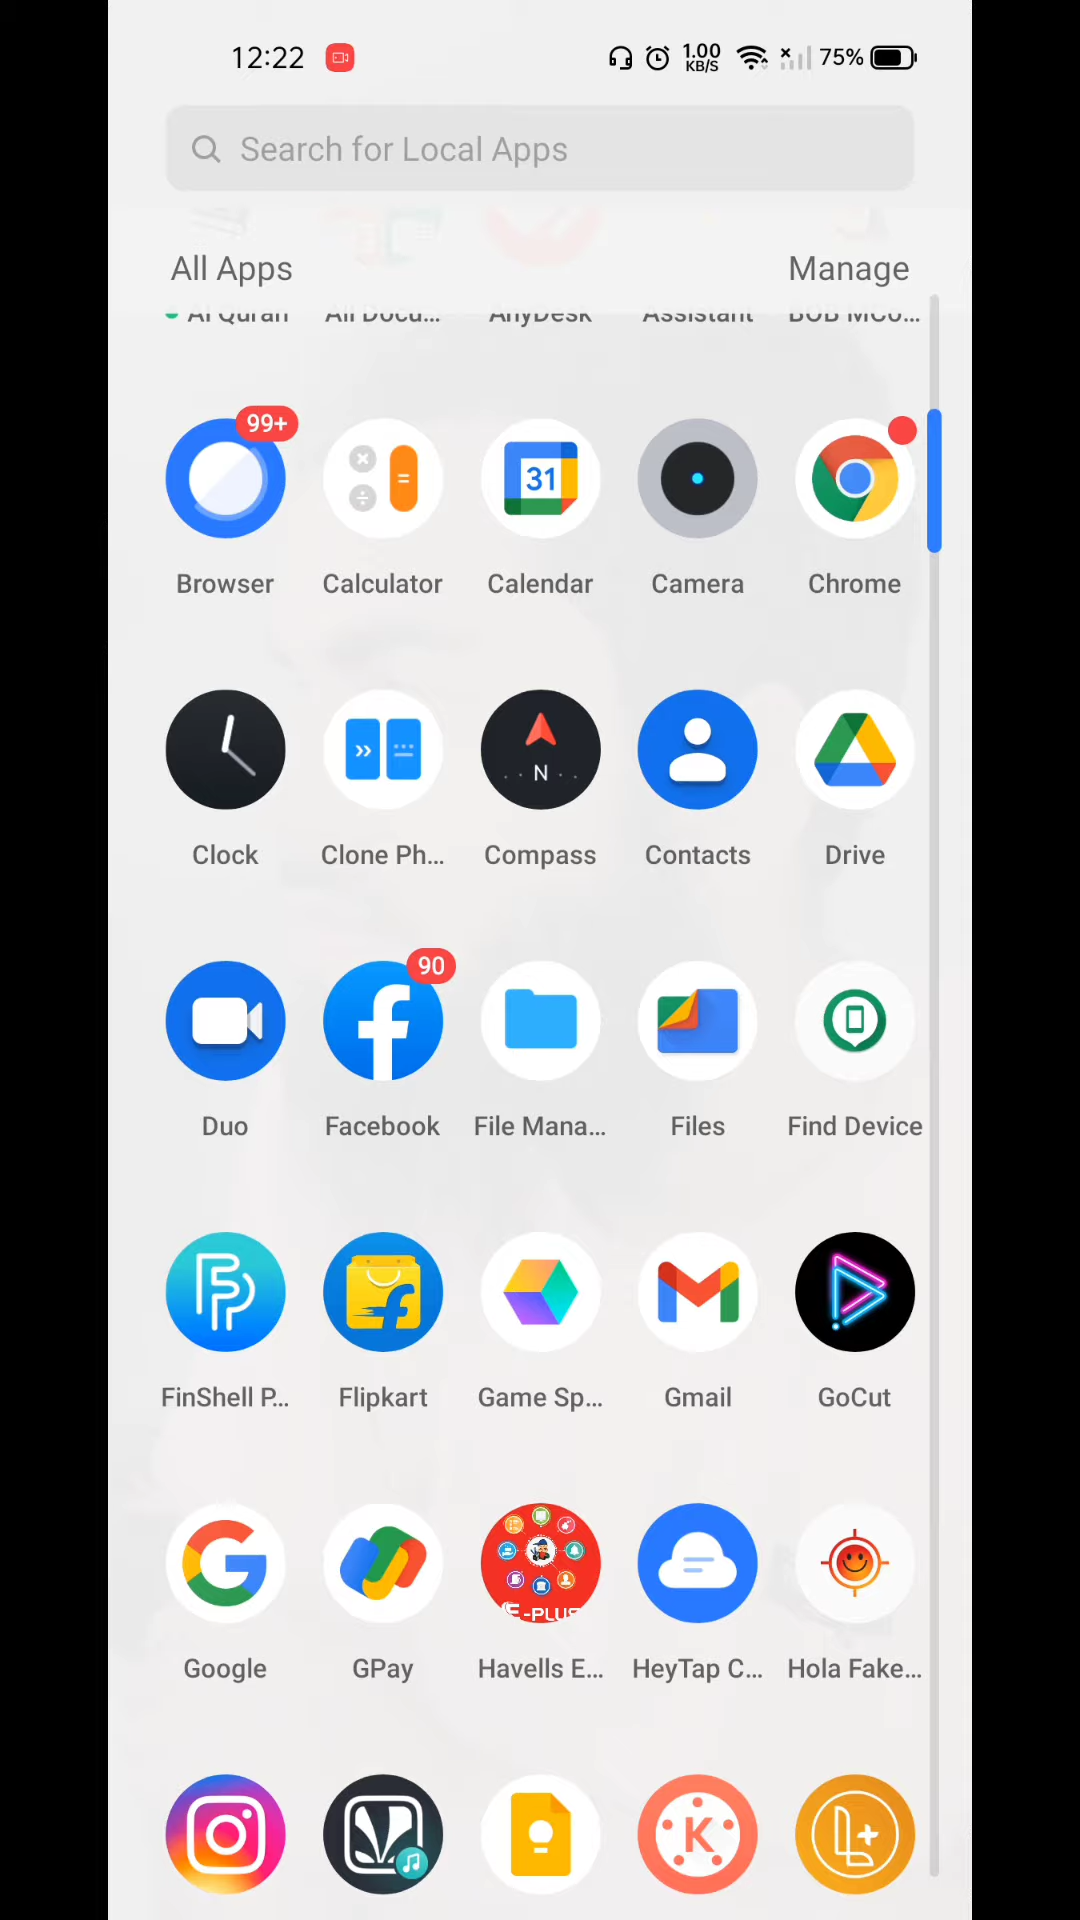 12:22 1.00 KB/S 75%
Search for Local Apps
All Apps Manage
Al Quran All Docu... AnyDesk Assistant BOB MCo...
99+
31
Browser Calculator Calendar Camera Chrome
N
Clock Clone Ph... Compass Contacts Drive
90
Duo Facebook File Mana... Files Find Device
FinShell P... Flipkart Game Sp... Gmail GoCut
E-PLUS
Google GPay Havells E... HeyTap C... Hola Fake...
K